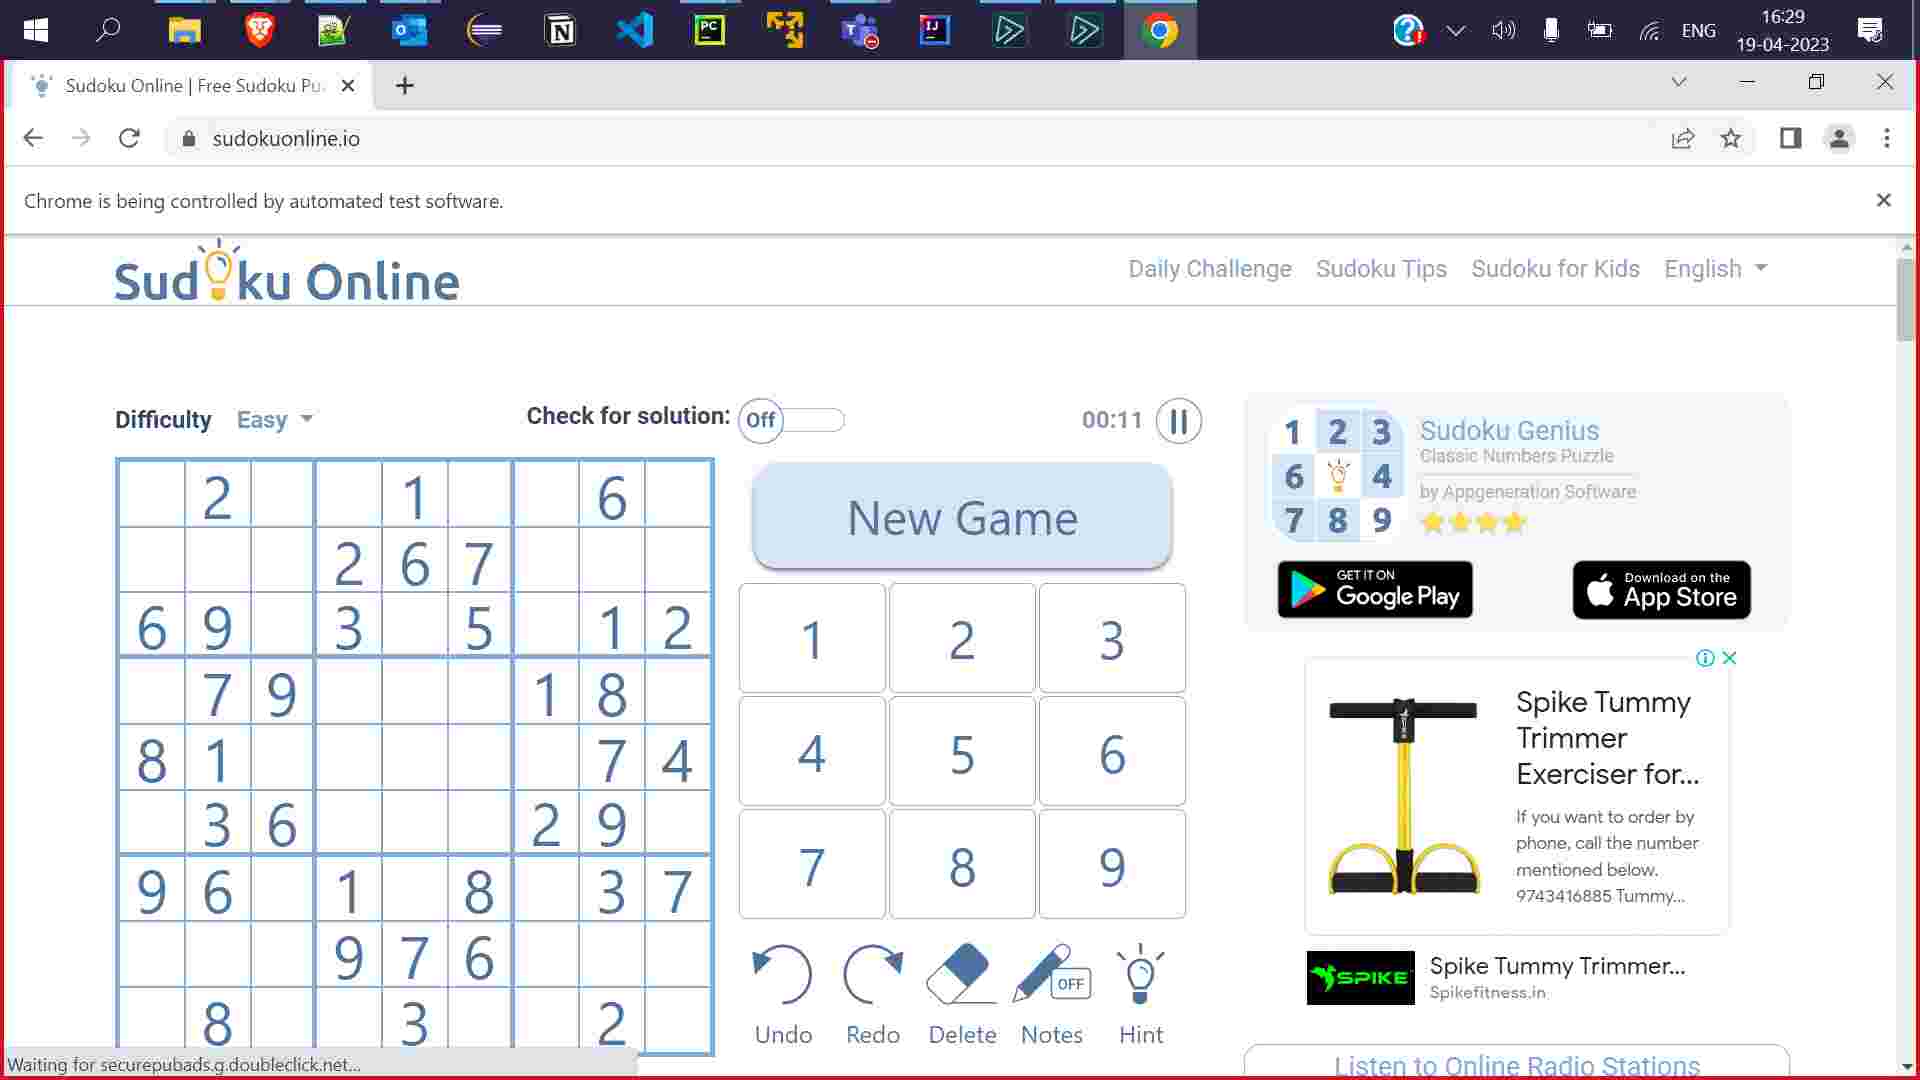 ENG
16:29
19-04-2023
Sudoku Online | Free Sudoku Pu
sudokuonline.io
Chrome is being controlled by automated test software.
Sudoku Online
Daily Challenge Sudoku Tips Sudoku for Kids English
Difficulty Easy
Check for solution: Off
00:11
2 1 6
2 6 7
6 9 3 5 1 2
7 9 1 8
8 1 7 4
3 6 2 9
9 6 1 8 3 7
9 7 6
8 3 2
New Game
1 2 3
4 5 6
7 8 9
Undo Redo Delete Notes OFF Hint
1 2 3
6 4
7 8 9
Sudoku Genius
Classic Numbers Puzzle
by Appgeneration Software
GET IT ON
Google Play
Download on the
App Store
Spike Tummy
Trimmer
Exerciser for...
If you want to order by
phone, call the number
mentioned below.
9743416885 Tummy...
SPIKE
Spike Tummy Trimmer...
Spikefitness.in
Listen to Online Radio Stations
Waiting for securepubads.g.doubleclick.net...